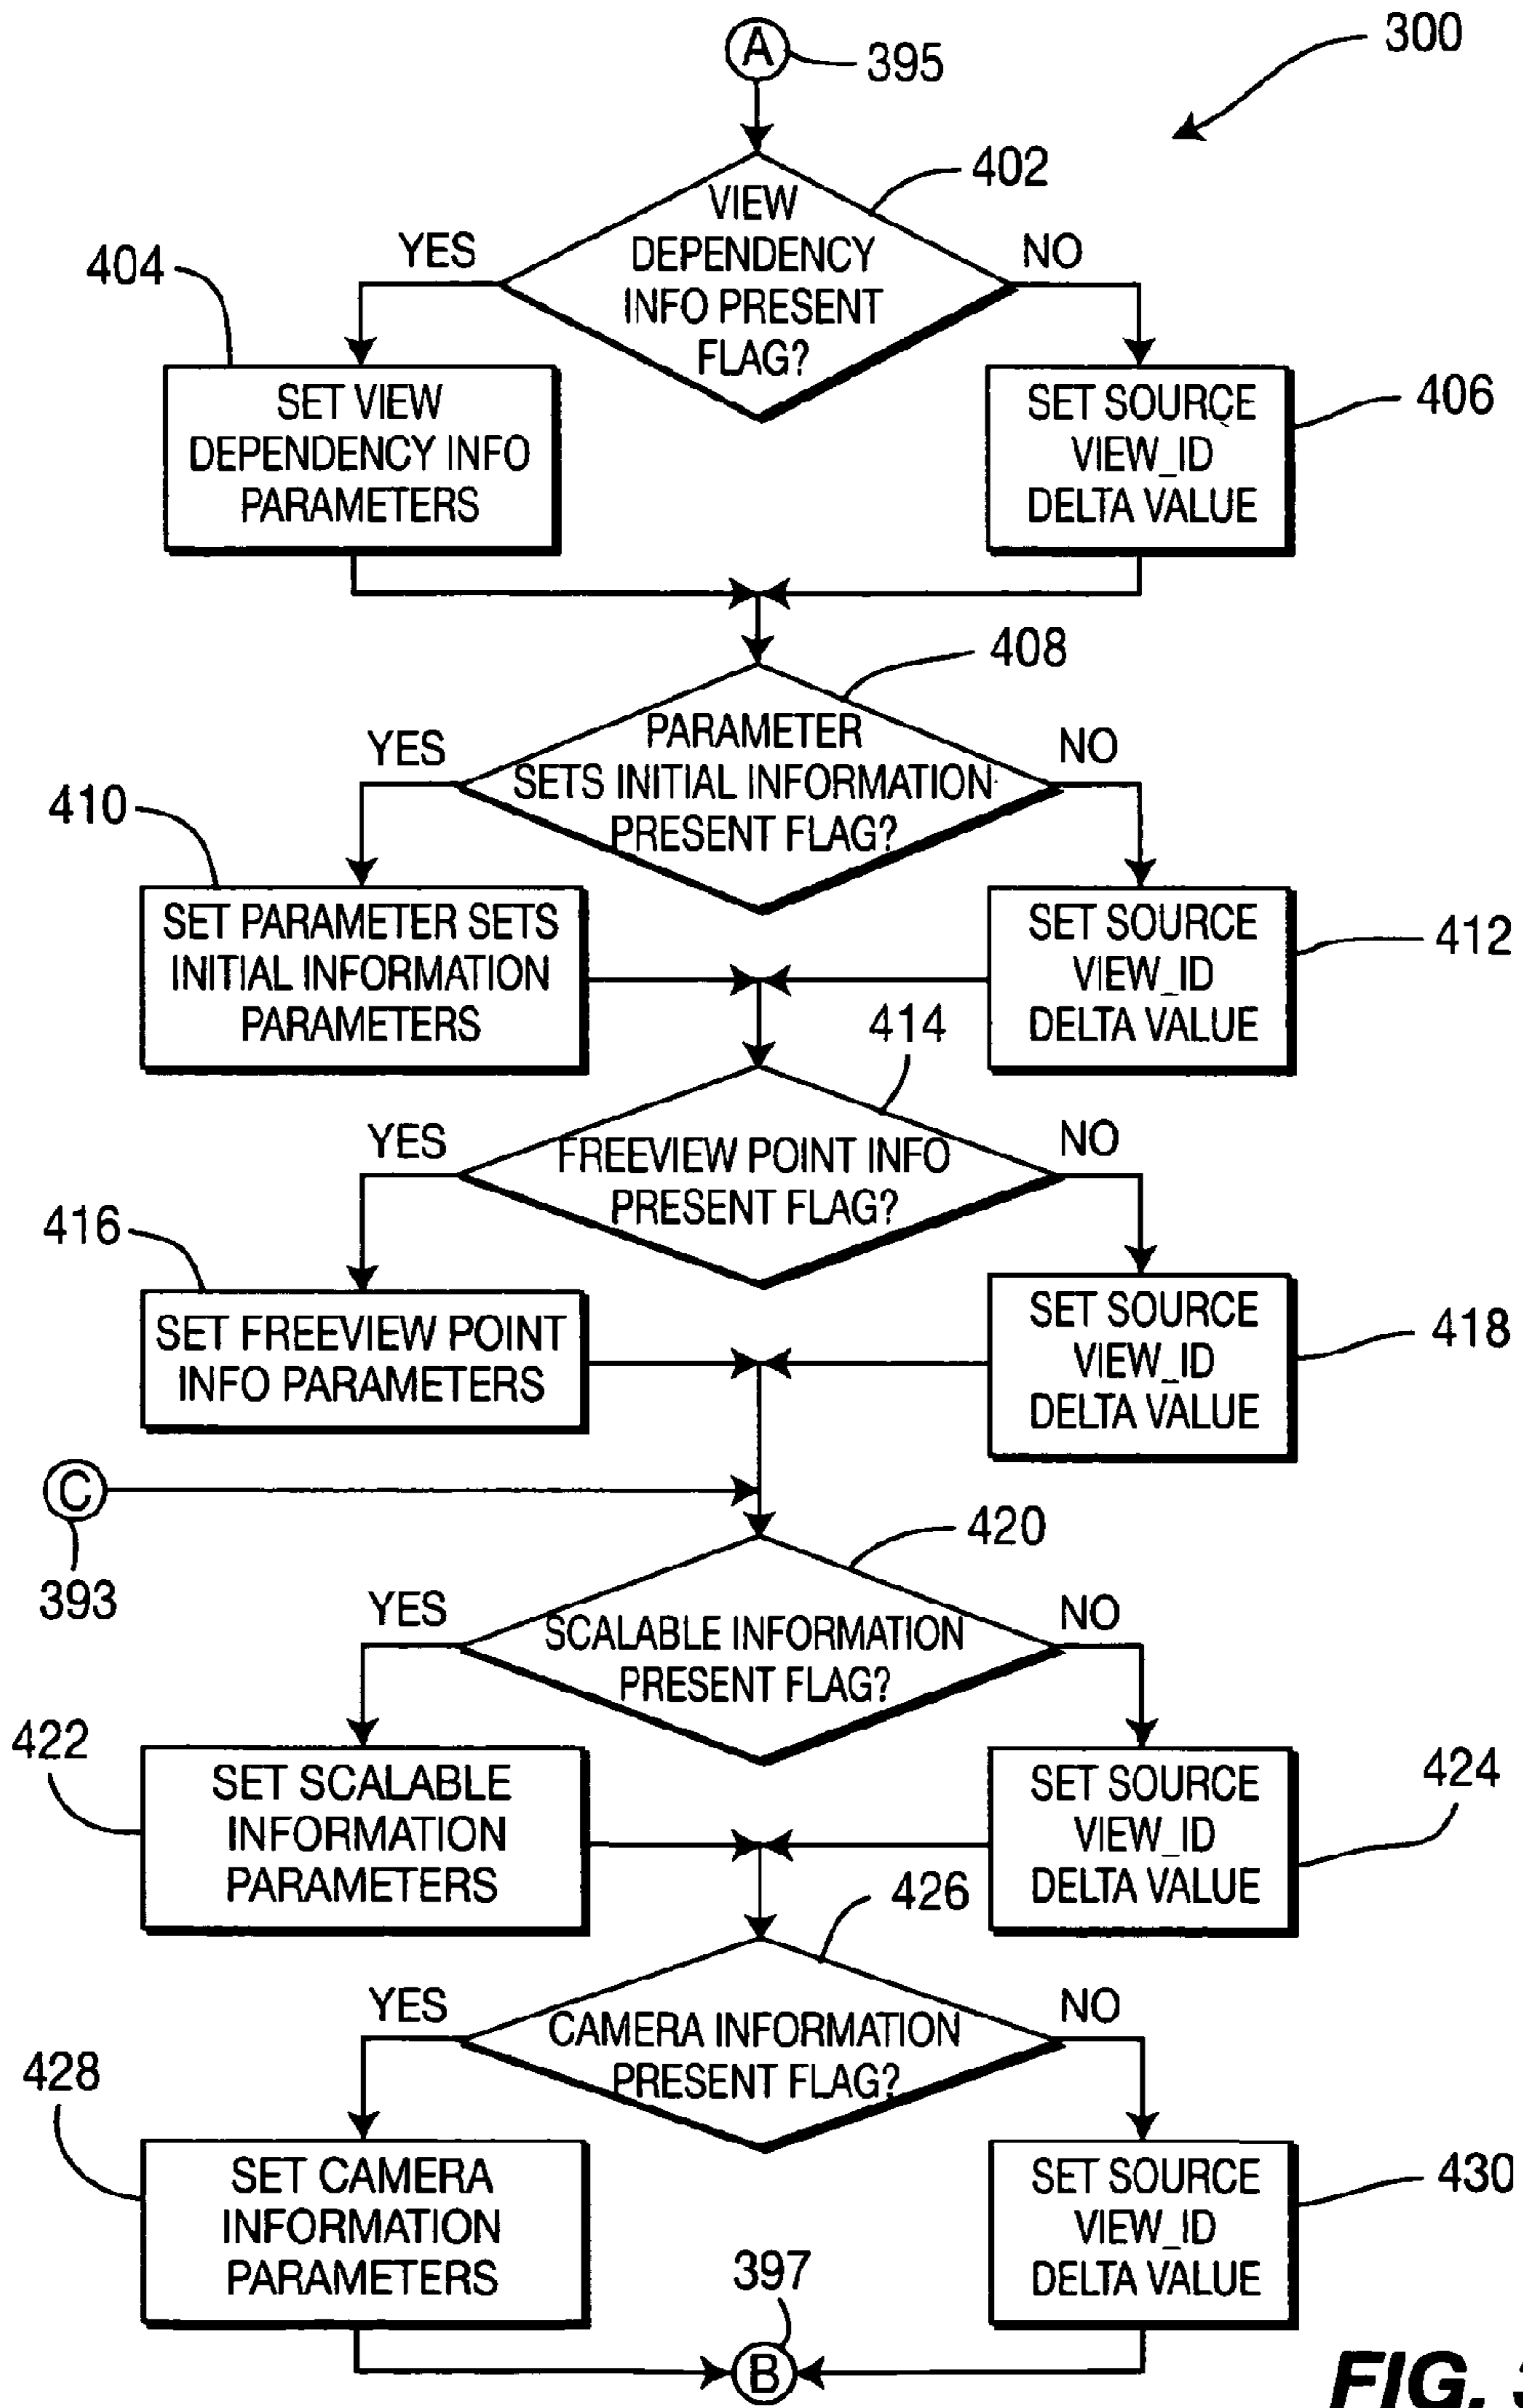 A
395
300
402
VIEW
DEPENDENCY
INFO PRESENT
FLAG?
YES
NO
404
SET VIEW
DEPENDENCY INFO
PARAMETERS
SET SOURCE
VIEW_ID
DELTA VALUE
406
408
PARAMETER
SETS INITIAL INFORMATION
PRESENT FLAG?
YES
NO
410
SET PARAMETER SETS
INITIAL INFORMATION
PARAMETERS
SET SOURCE
VIEW_ID
DELTA VALUE
412
414
FREEVIEW POINT INFO
PRESENT FLAG?
YES
NO
416
SET FREEVIEW POINT
INFO PARAMETERS
SET SOURCE
VIEW_ID
DELTA VALUE
418
C
393
420
SCALABLE INFORMATION
PRESENT FLAG?
YES
NO
422
SET SCALABLE
INFORMATION
PARAMETERS
SET SOURCE
VIEW_ID
DELTA VALUE
424
426
CAMERA INFORMATION
PRESENT FLAG?
YES
NO
428
SET CAMERA
INFORMATION
PARAMETERS
SET SOURCE
VIEW_ID
DELTA VALUE
430
397
B
FIG.